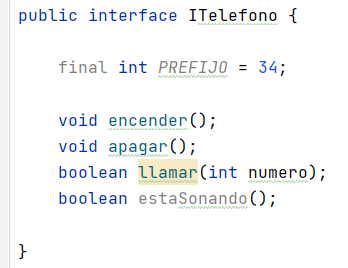 public interface ITelefono {
final int PREFIJO = 34;
void encender();
void apagar();
boolean llamar(int numero);
boolean estaSonando();
}